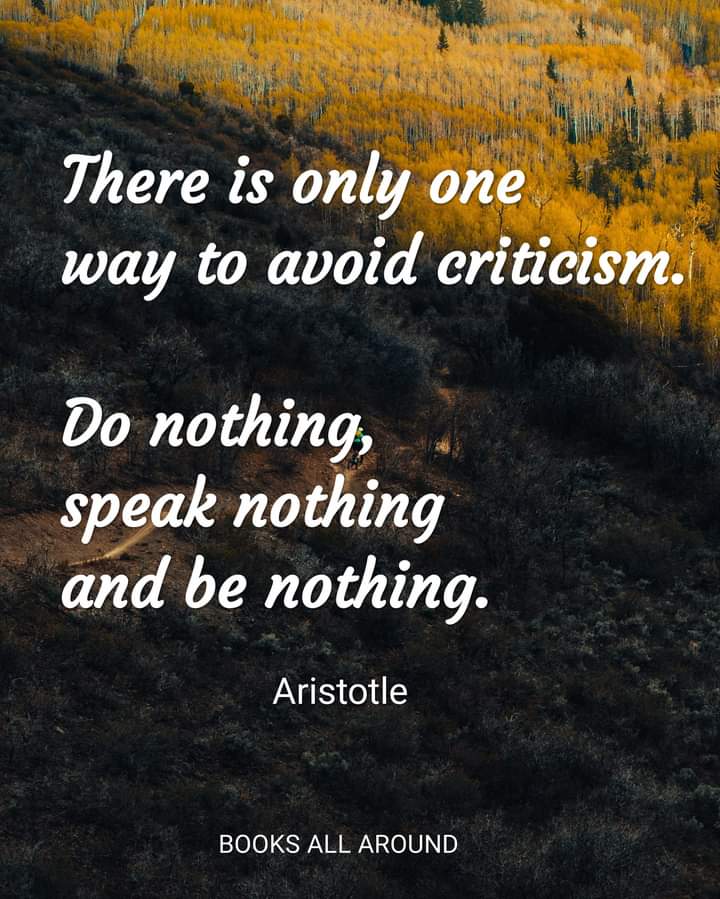 There is only one
way to avoid criticism.
Do nothing,
speak nothing
and be nothing.
Aristotle
BOOKS ALL AROUND